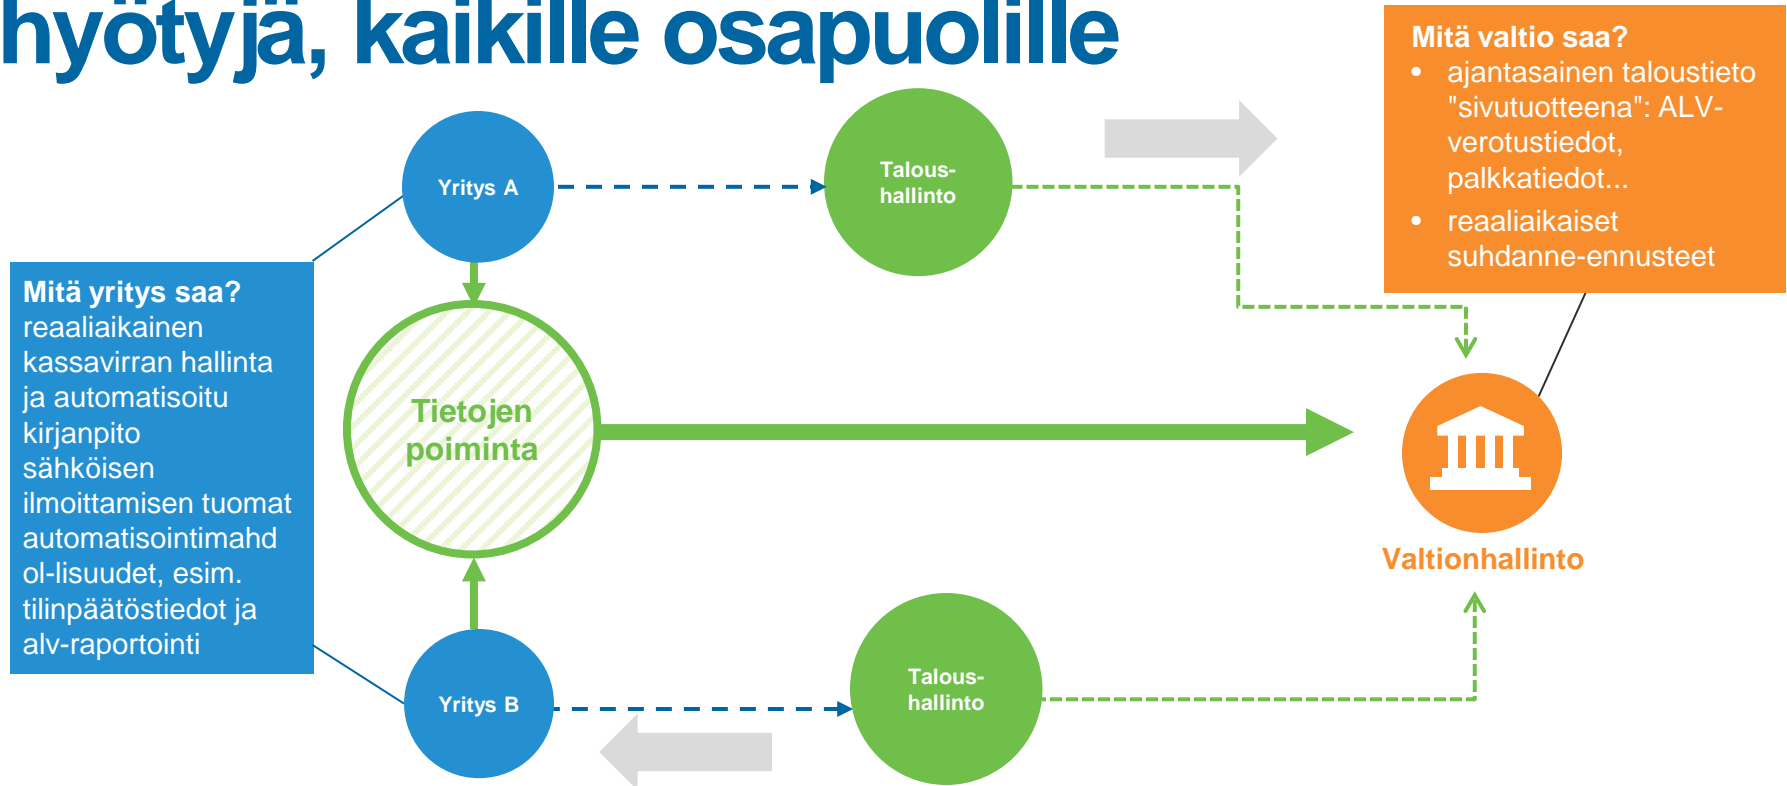 hyötyjä, kaikille osapuolille
Mitä valtio saa?
• ajantasainen taloustieto
"sivutuotteena": ALV-
verotustiedot,
palkkatiedot...
• reaaliaikaiset
suhdanne-ennusteet
Yritys A
Talous-
hallinto
Mitä yritys saa?
reaaliaikainen
kassavirran hallinta
ja automatisoitu
kirjanpito
sähköisen
ilmoittamisen tuomat
automatisointimahd
ol-lisuudet, esim.
tilinpäätöstiedot ja
alv-raportointi
Tietojen
poiminta
Valtionhallinto
Yritys B
Talous-
hallinto